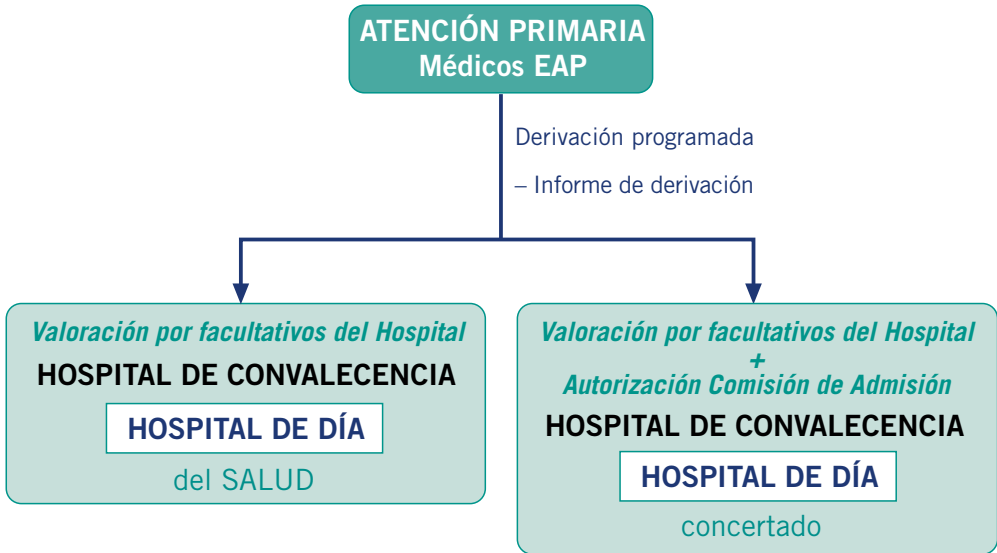 ATENCIÓN PRIMARIA
Médicos EAP
Derivación programada
– Informe de derivación
Valoración por facultativos del Hospital
HOSPITAL DE CONVALECENCIA
HOSPITAL DE DÍA
del SALUD
Valoración por facultativos del Hospital
+
Autorización Comisión de Admisión
HOSPITAL DE CONVALECENCIA
HOSPITAL DE DÍA
concertado